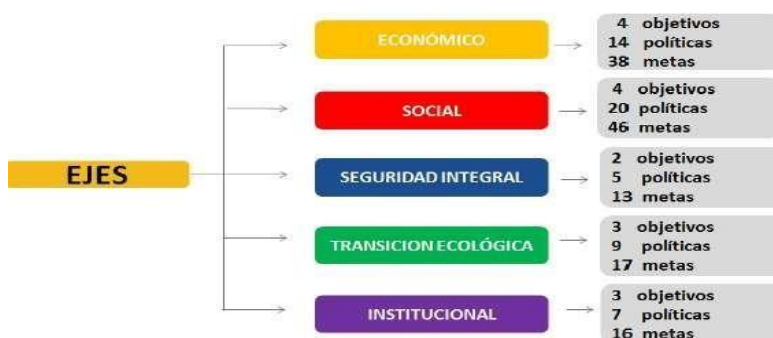 EJES
ECONÓMICO
4 objetivos
14 políticas
38 metas
SOCIAL
4 objetivos
20 políticas
46 metas
SEGURIDAD INTEGRAL
2 objetivos
5 políticas
13 metas
TRANSICION ECOLÓGICA
3 objetivos
9 políticas
17 metas
INSTITUCIONAL
3 objetivos
7 políticas
16 metas